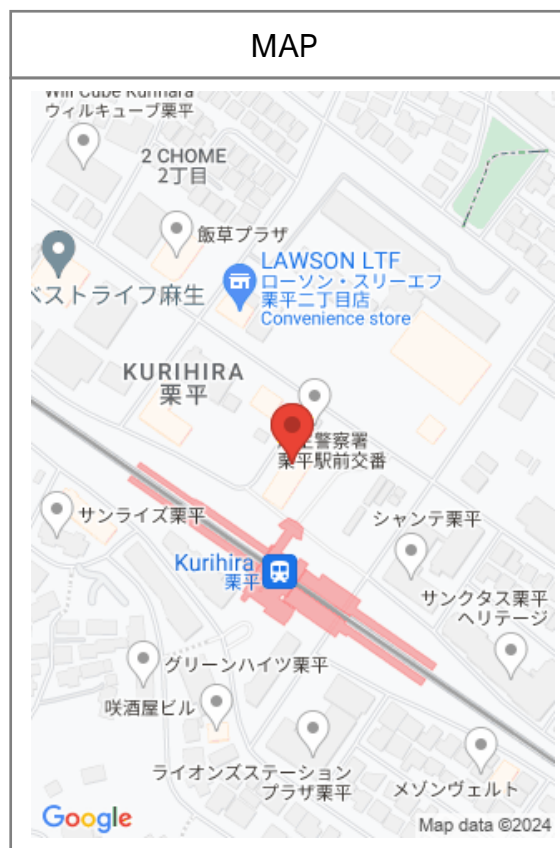 MAP
ウィルキューブ栗平
2 CHOME
2丁目
飯草プラザ
LAWSON LTF
ローソン・スリーエフ
栗平二丁目店
Convenience store
ベストライフ麻生
KURIHIRA
栗平
警察署
栗平駅前交番
サンライズ栗平
シャンテ栗平
Kurihira
栗平
サンクタス栗平
ヘリテージ
グリーンハイツ栗平
咲酒屋ビル
ライオンズステーション
プラザ栗平
メゾンヴェルト
Google
Map data ©2024